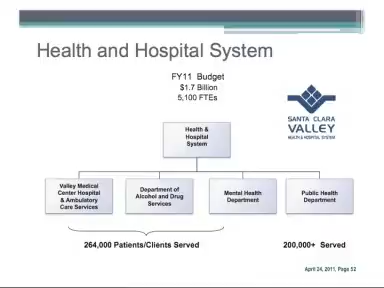 Health and Hospital System
FY11 Budget
$1.7 Billion
5,100 FTEs
SANTA CLARA
VALLEY
HEALTH & HOSPITAL SYSTEM
Health &
Hospital
System
Valley Medical
Center Hospital
& Ambulatory
Care Services
Department of
Alcohol and Drug
Services
Mental Health
Department
Public Health
Department
264,000 Patients/Clients Served
200,000+ Served
April 24, 2011, Page 52